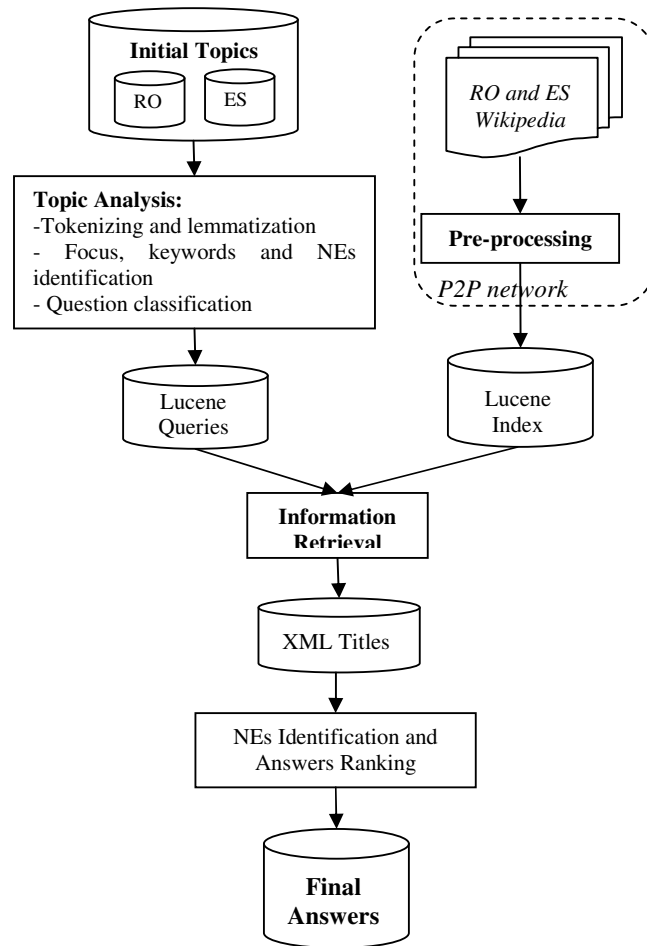 Initial Topics
RO
ES
RO and ES
Wikipedia
Topic Analysis:
-Tokenizing and lemmatization
- Focus, keywords and NEs
identification
- Question classification
Pre-processing
P2P network
Lucene
Queries
Lucene
Index
Information
Retrieval
XML Titles
NEs Identification and
Answers Ranking
Final
Answers